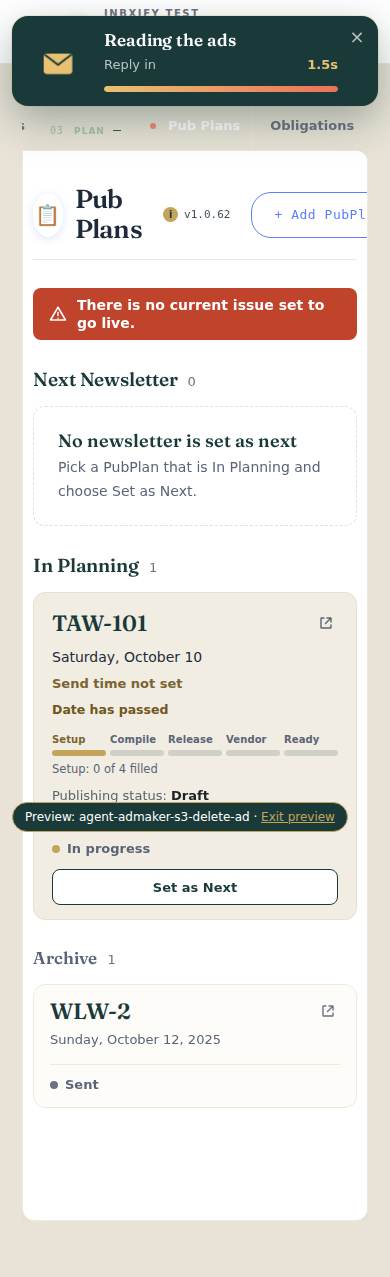 INBXIFY TEST
Reading the ads
Reply in 1.5s
03 PLAN —
Pub Plans
Obligations
Pub
Plans
i v1.0.62
+ Add PubPl
There is no current issue set to
go live.
Next Newsletter 0
No newsletter is set as next
Pick a PubPlan that is In Planning and
choose Set as Next.
In Planning 1
TAW-101
Saturday, October 10
Send time not set
Date has passed
Setup Compile Release Vendor Ready
Setup: 0 of 4 filled
Publishing status: Draft
Preview: agent-admaker-s3-delete-ad · Exit preview
In progress
Set as Next
Archive 1
WLW-2
Sunday, October 12, 2025
Sent